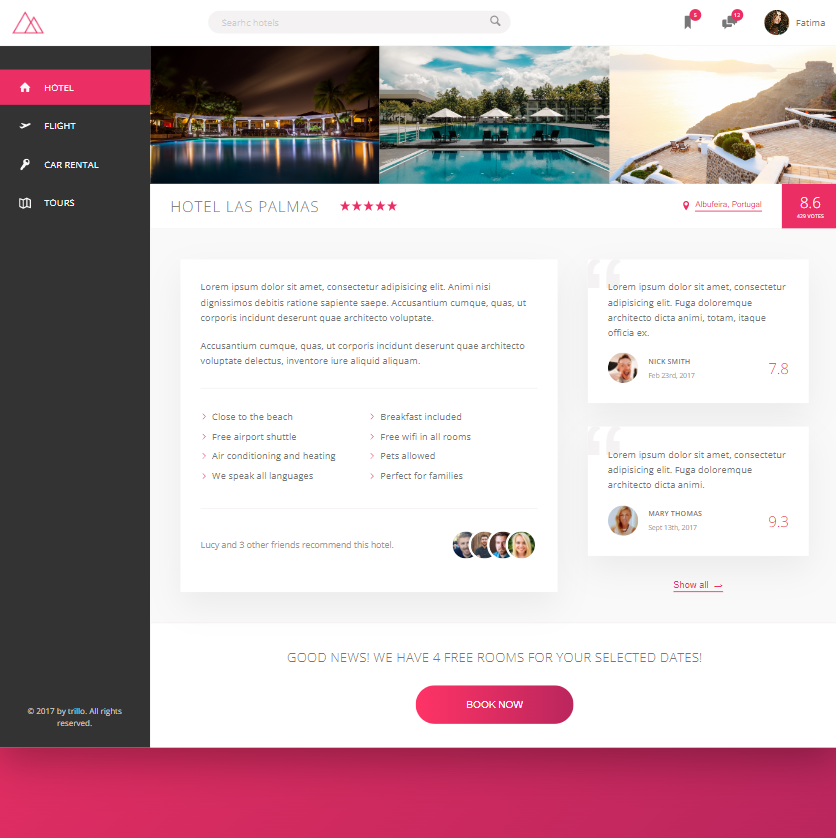 Searhc hotels
5
12
Fatima
HOTEL
FLIGHT
CAR RENTAL
TOURS
© 2017 by trillo. All rights
reserved.
HOTEL LAS PALMAS
Albufeira, Portugal
8.6
429 VOTES
Lorem ipsum dolor sit amet, consectetur adipisicing elit. Animi nisi
dignissimos debitis ratione sapiente saepe. Accusantium cumque, quas, ut
corporis incidunt deserunt quae architecto voluptate.
Accusantium cumque, quas, ut corporis incidunt deserunt quae architecto
voluptate delectus, inventore iure aliquid aliquam.
Close to the beach
Breakfast included
Free airport shuttle
Free wifi in all rooms
Air conditioning and heating
Pets allowed
We speak all languages
Perfect for families
Lucy and 3 other friends recommend this hotel.
Lorem ipsum dolor sit amet, consectetur
adipisicing elit. Fuga doloremque
architecto dicta animi, totam, itaque
officia ex.
NICK SMITH
Feb 23rd, 2017
7.8
Lorem ipsum dolor sit amet, consectetur
adipisicing elit. Fuga doloremque
architecto dicta animi.
MARY THOMAS
Sept 13th, 2017
9.3
Show all
GOOD NEWS! WE HAVE 4 FREE ROOMS FOR YOUR SELECTED DATES!
BOOK NOW